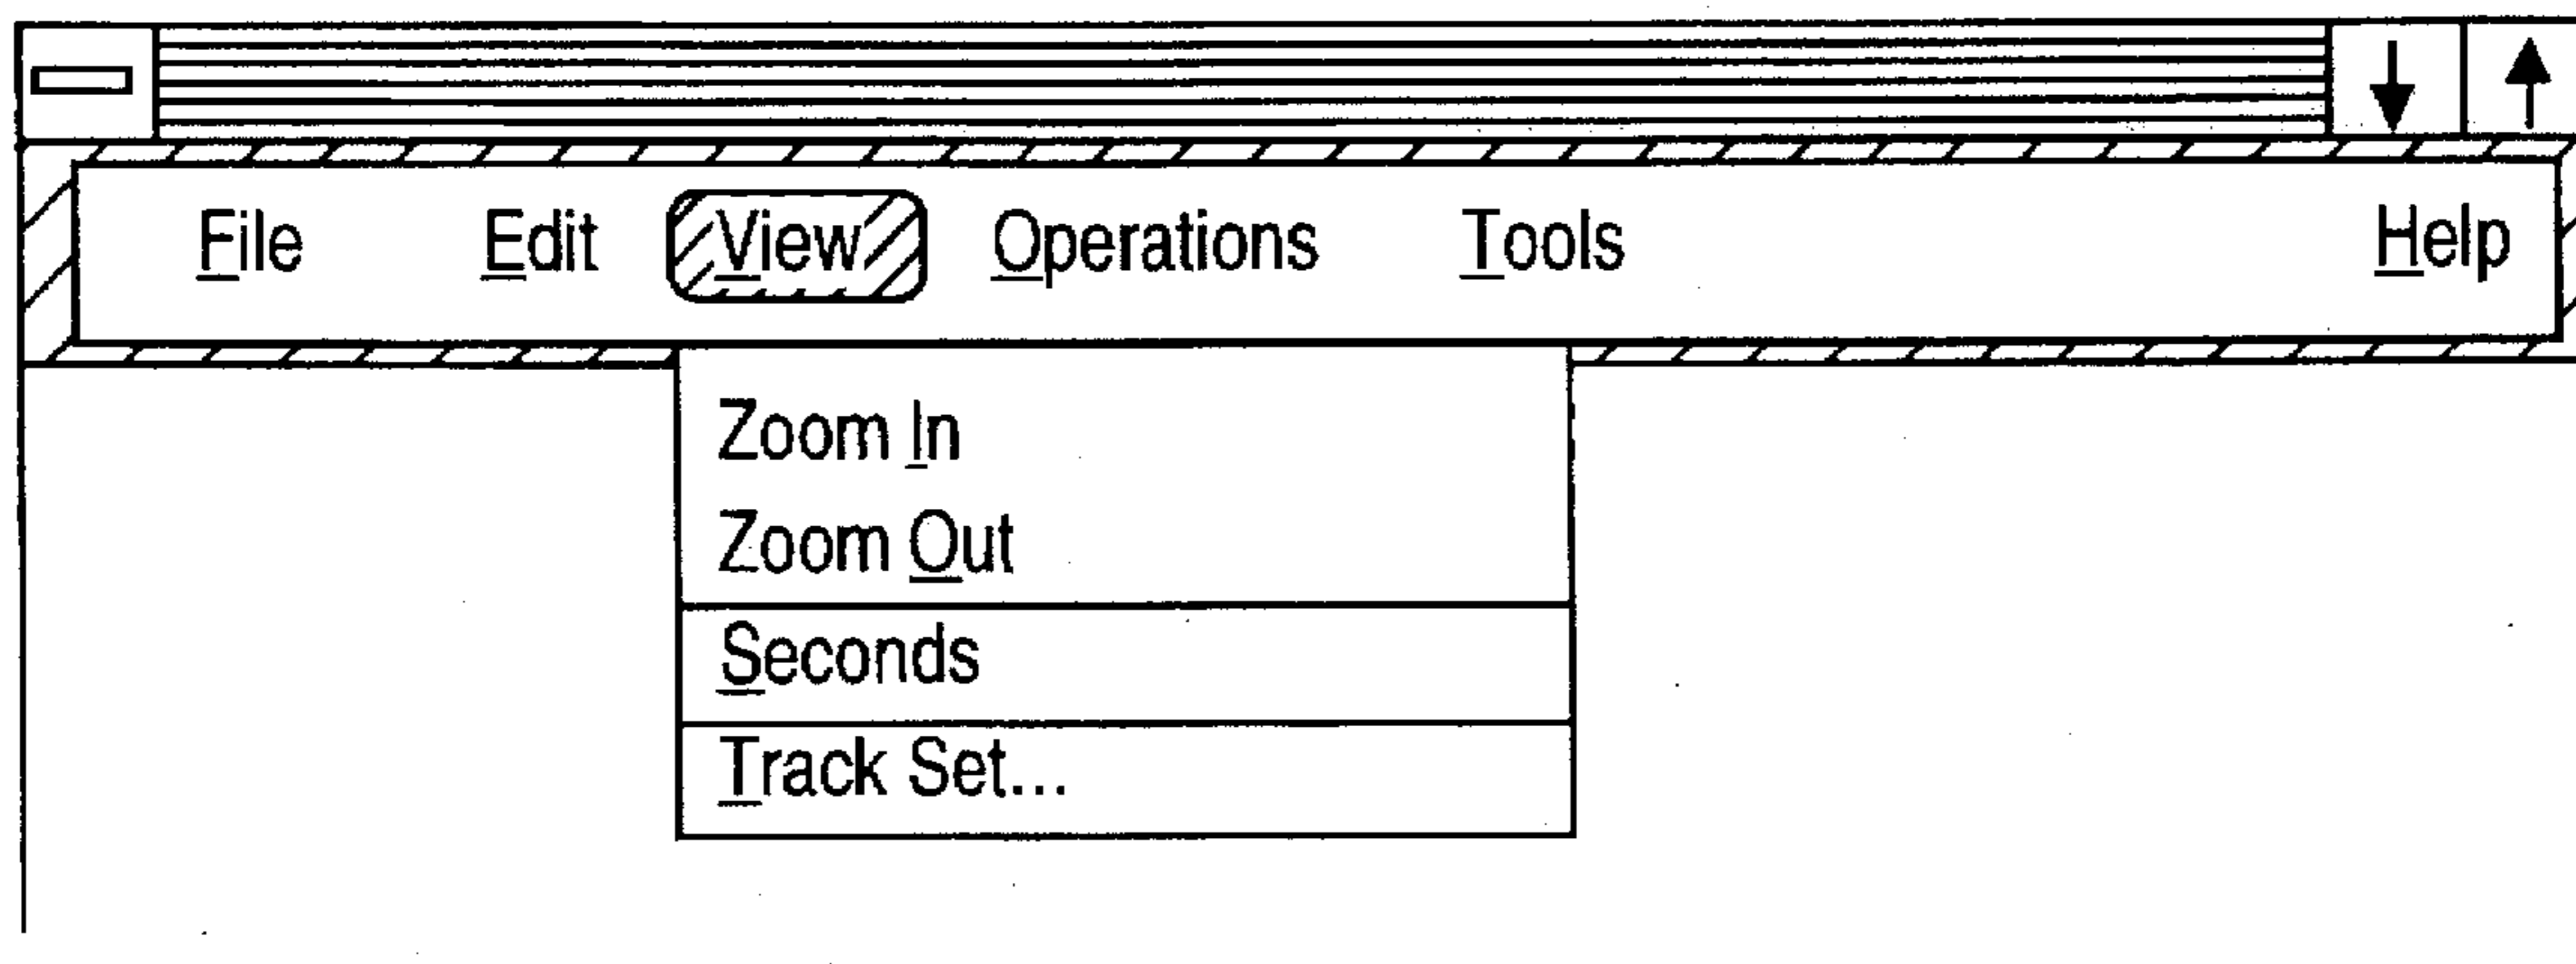 File Edit View Operations Tools Help
Zoom In
Zoom Out
Seconds
Track Set...